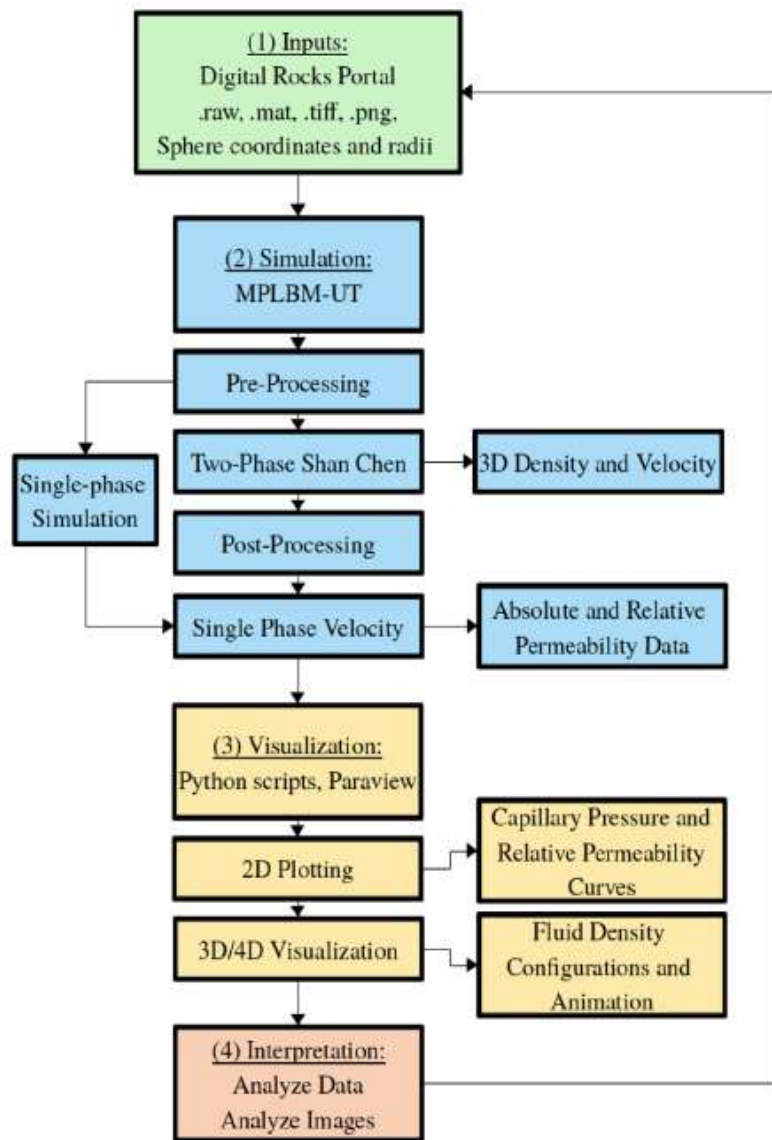 (1) Inputs:
Digital Rocks Portal
.raw, .mat, .tiff, .png,
Sphere coordinates and radii
(2) Simulation:
MPLBM-UT
Pre-Processing
Single-phase
Simulation
Two-Phase Shan Chen
3D Density and Velocity
Post-Processing
Single Phase Velocity
Absolute and Relative
Permeability Data
(3) Visualization:
Python scripts, Paraview
2D Plotting
Capillary Pressure and
Relative Permeability
Curves
3D/4D Visualization
Fluid Density
Configurations and
Animation
(4) Interpretation:
Analyze Data
Analyze Images